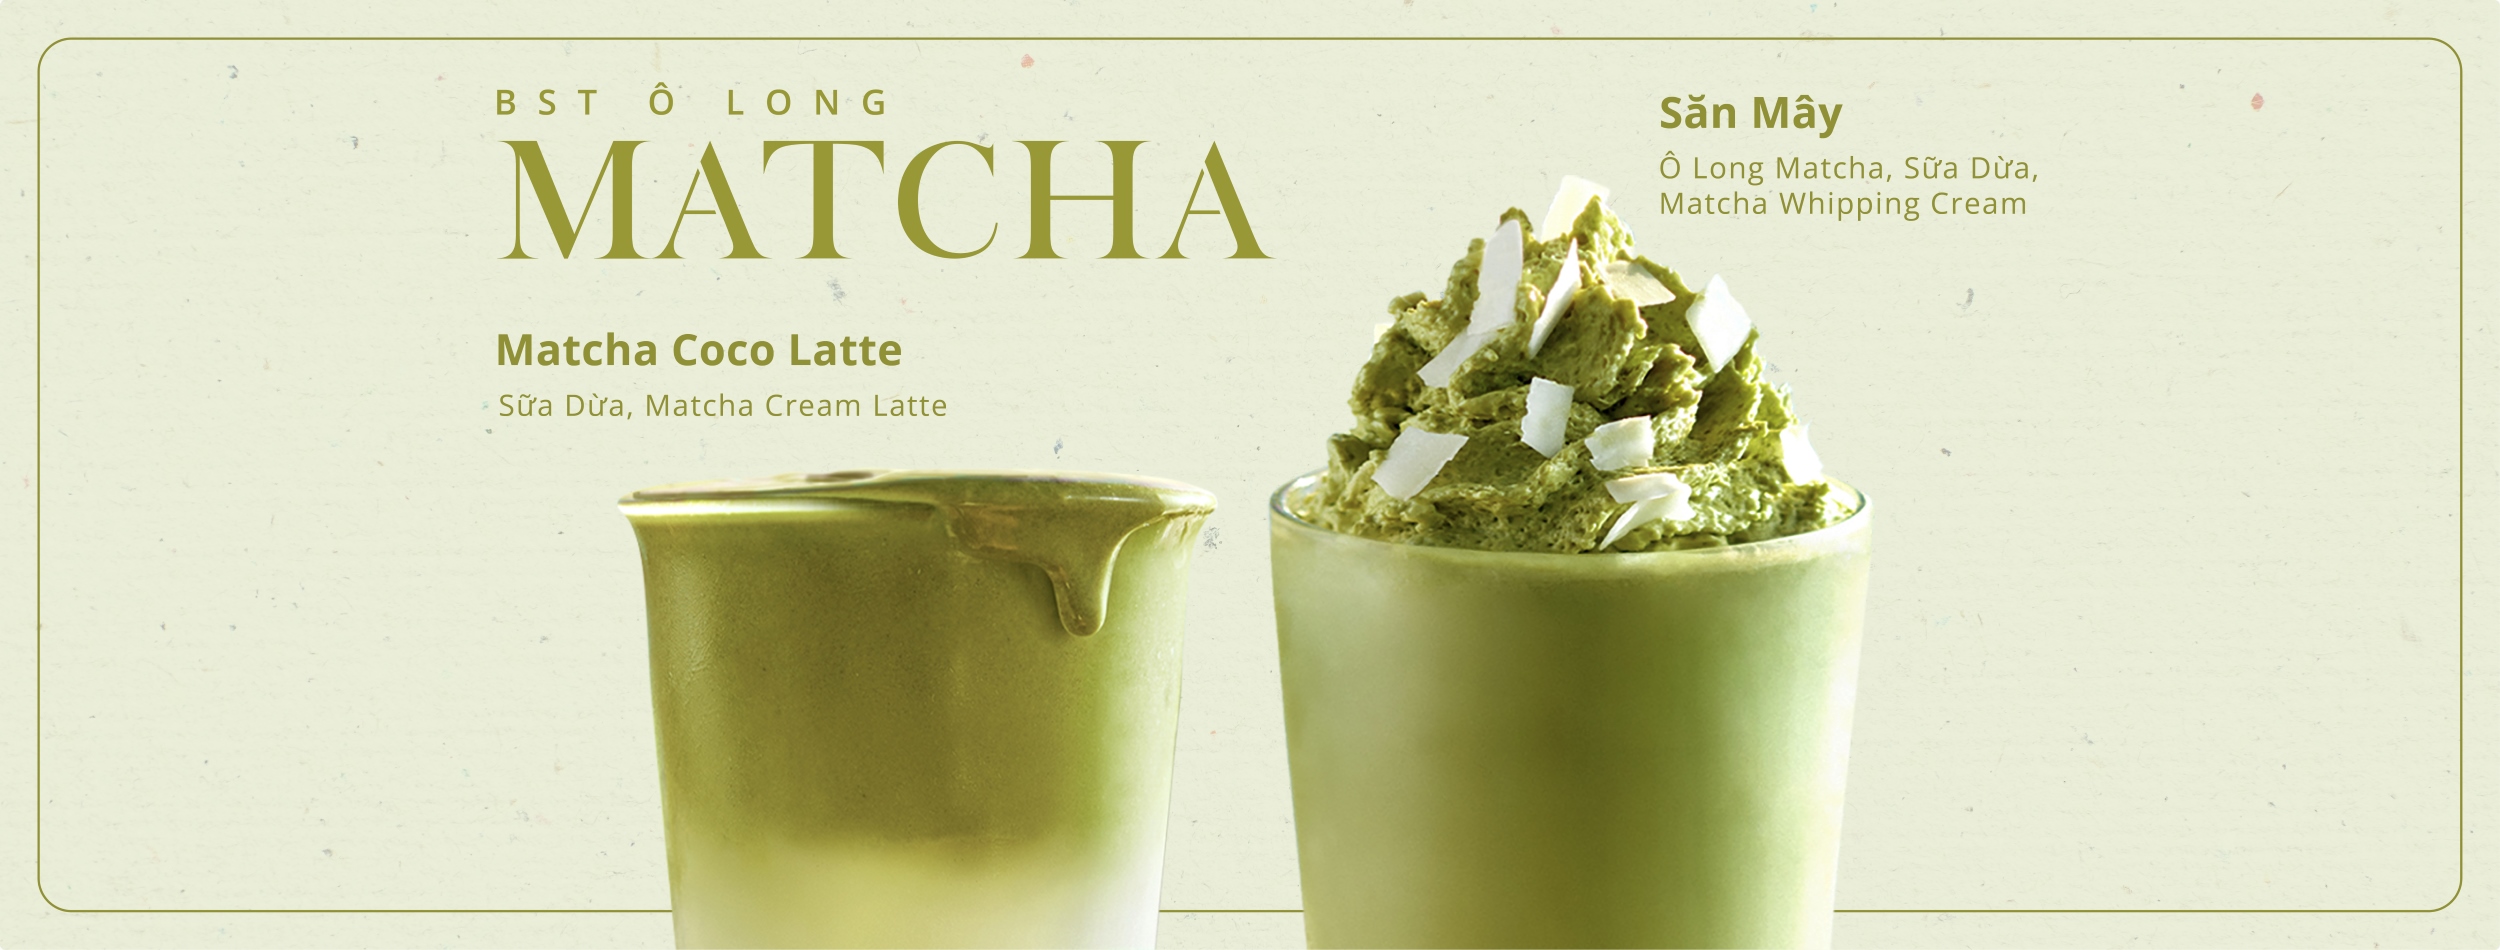 BST Ô LONG
MATCHA
Matcha Coco Latte
Sữa Dừa, Matcha Cream Latte
Săn Mây
Ô Long Matcha, Sữa Dừa,
Matcha Whipping Cream